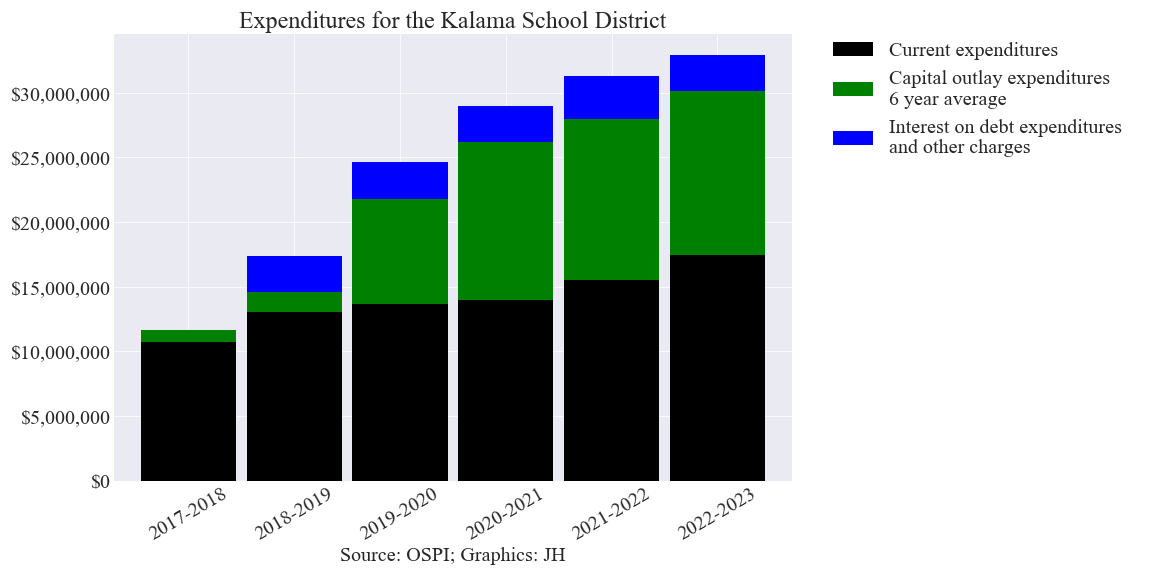 Expenditures for the Kalama School District
Current expenditures
Capital outlay expenditures
6 year average
Interest on debt expenditures
and other charges
$30,000,000
$25,000,000
$20,000,000
$15,000,000
$10,000,000
$5,000,000
$0
2017-2018
2018-2019
2019-2020
2020-2021
2021-2022
2022-2023
Source: OSPI; Graphics: JH